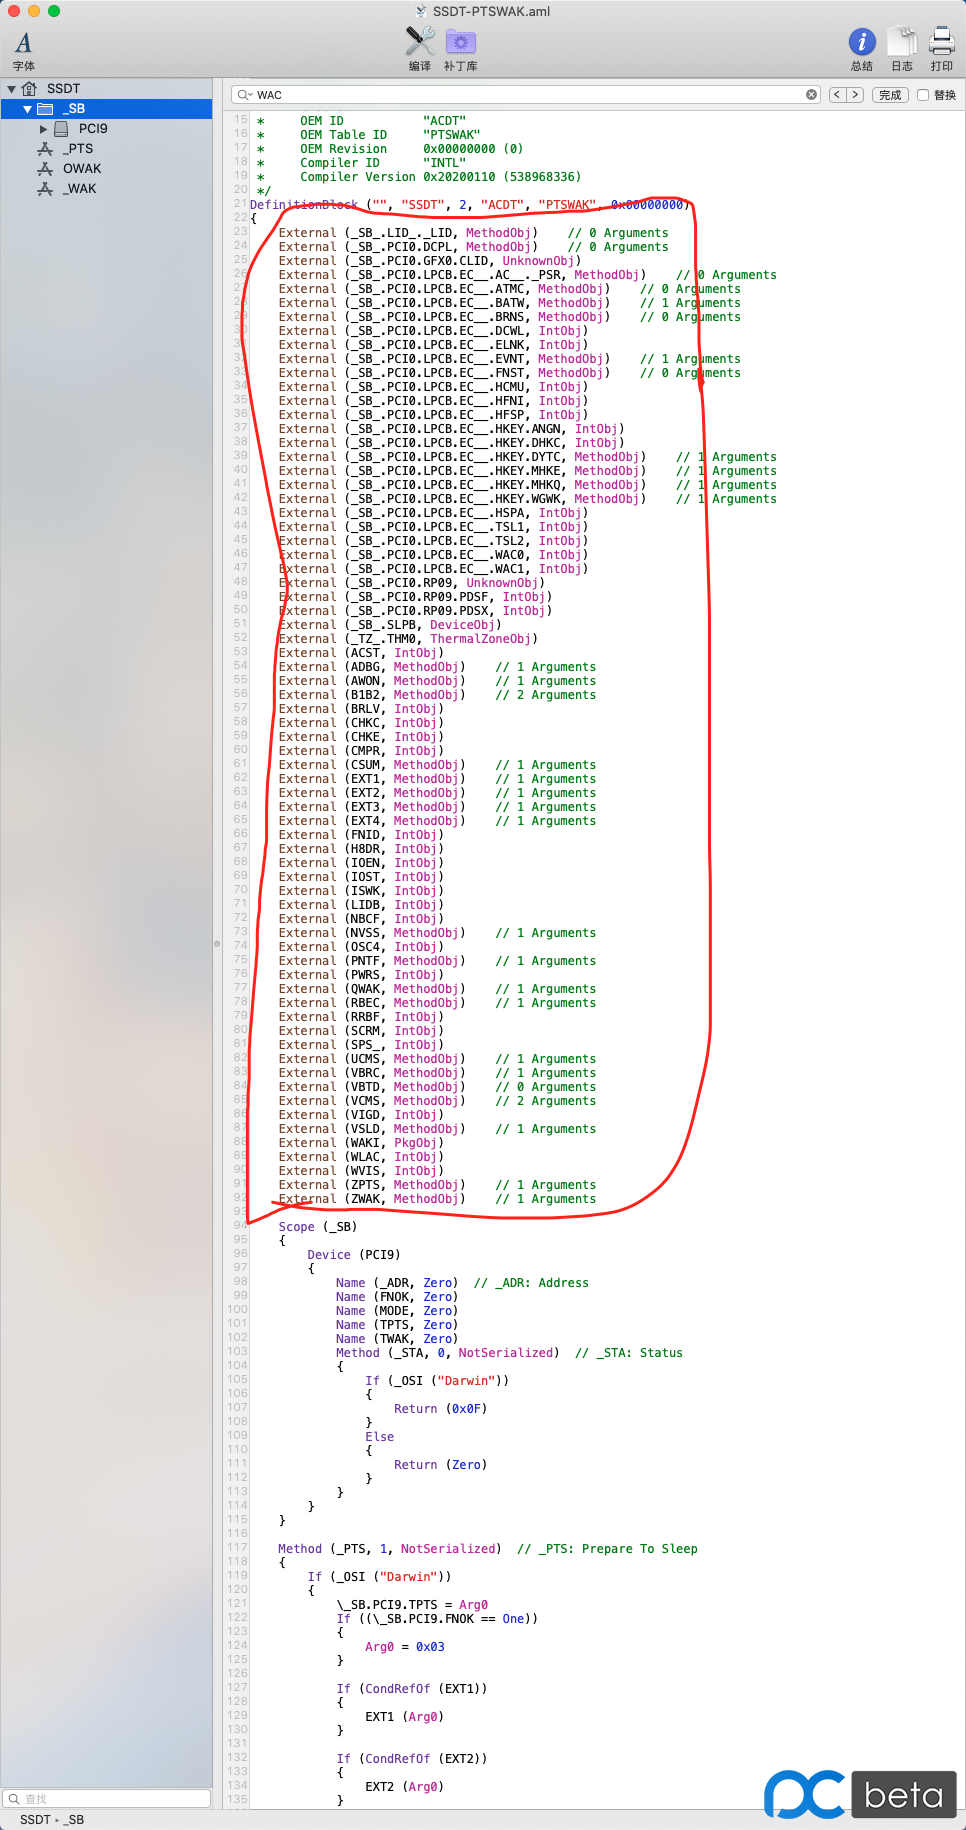 SSDT-PTSWAK.aml
字体
编译
补丁库
总结
日志
打印
SSDT
_SB
PCI9
_PTS
OWAK
_WAK
WAC
完成
替换
15 *     OEM ID           "ACDT"
16 *     OEM Table ID     "PTSWAK"
17 *     OEM Revision     0x00000000 (0)
18 *     Compiler ID      "INTL"
19 *     Compiler Version 0x20200110 (538968336)
20 */
21 DefinitionBlock ("", "SSDT", 2, "ACDT", "PTSWAK", 0x00000000)
22 {
23 External (_SB_.LID_._LID, MethodObj)    // 0 Arguments
24 External (_SB_.PCI0.DCPL, MethodObj)    // 0 Arguments
25 External (_SB_.PCI0.GFX0.CLID, UnknownObj)
26 External (_SB_.PCI0.LPCB.EC__.AC__._PSR, MethodObj)    // 0 Arguments
27 External (_SB_.PCI0.LPCB.EC__.ATMC, MethodObj)    // 0 Arguments
28 External (_SB_.PCI0.LPCB.EC__.BATW, MethodObj)    // 1 Arguments
29 External (_SB_.PCI0.LPCB.EC__.BRNS, MethodObj)    // 0 Arguments
30 External (_SB_.PCI0.LPCB.EC__.DCWL, IntObj)
31 External (_SB_.PCI0.LPCB.EC__.ELNK, IntObj)
32 External (_SB_.PCI0.LPCB.EC__.EVNT, MethodObj)    // 1 Arguments
33 External (_SB_.PCI0.LPCB.EC__.FNST, MethodObj)    // 0 Arguments
34 External (_SB_.PCI0.LPCB.EC__.HCMU, IntObj)
35 External (_SB_.PCI0.LPCB.EC__.HFNI, IntObj)
36 External (_SB_.PCI0.LPCB.EC__.HFSP, IntObj)
37 External (_SB_.PCI0.LPCB.EC__.HKEY.ANGN, IntObj)
38 External (_SB_.PCI0.LPCB.EC__.HKEY.DHKC, IntObj)
39 External (_SB_.PCI0.LPCB.EC__.HKEY.DYTC, MethodObj)    // 1 Arguments
40 External (_SB_.PCI0.LPCB.EC__.HKEY.MHKE, MethodObj)    // 1 Arguments
41 External (_SB_.PCI0.LPCB.EC__.HKEY.MHKQ, MethodObj)    // 1 Arguments
42 External (_SB_.PCI0.LPCB.EC__.HKEY.WGWK, MethodObj)    // 1 Arguments
43 External (_SB_.PCI0.LPCB.EC__.HSPA, IntObj)
44 External (_SB_.PCI0.LPCB.EC__.TSL1, IntObj)
45 External (_SB_.PCI0.LPCB.EC__.TSL2, IntObj)
46 External (_SB_.PCI0.LPCB.EC__.WAC0, IntObj)
47 External (_SB_.PCI0.LPCB.EC__.WAC1, IntObj)
48 External (_SB_.PCI0.RP09, UnknownObj)
49 External (_SB_.PCI0.RP09.PDSF, IntObj)
50 External (_SB_.PCI0.RP09.PDSX, IntObj)
51 External (_SB_.SLPB, DeviceObj)
52 External (_TZ_.THM0, ThermalZoneObj)
53 External (ACST, IntObj)
54 External (ADBG, MethodObj)    // 1 Arguments
55 External (AWON, MethodObj)    // 1 Arguments
56 External (B1B2, MethodObj)    // 2 Arguments
57 External (BRLV, IntObj)
58 External (CHKC, IntObj)
59 External (CHKE, IntObj)
60 External (CMPR, IntObj)
61 External (CSUM, MethodObj)    // 1 Arguments
62 External (EXT1, MethodObj)    // 1 Arguments
63 External (EXT2, MethodObj)    // 1 Arguments
64 External (EXT3, MethodObj)    // 1 Arguments
65 External (EXT4, MethodObj)    // 1 Arguments
66 External (FNID, IntObj)
67 External (H8DR, IntObj)
68 External (IOEN, IntObj)
69 External (IOST, IntObj)
70 External (ISWK, IntObj)
71 External (LIDB, IntObj)
72 External (NBCF, IntObj)
73 External (NVSS, MethodObj)    // 1 Arguments
74 External (OSC4, IntObj)
75 External (PNTF, MethodObj)    // 1 Arguments
76 External (PWRS, IntObj)
77 External (QWAK, MethodObj)    // 1 Arguments
78 External (RBEC, MethodObj)    // 1 Arguments
79 External (RRBF, IntObj)
80 External (SCRM, IntObj)
81 External (SPS_, IntObj)
82 External (UCMS, MethodObj)    // 1 Arguments
83 External (VBRC, MethodObj)    // 1 Arguments
84 External (VBTD, MethodObj)    // 0 Arguments
85 External (VCMS, MethodObj)    // 2 Arguments
86 External (VIGD, IntObj)
87 External (VSLD, MethodObj)    // 1 Arguments
88 External (WAKI, PkgObj)
89 External (WLAC, IntObj)
90 External (WVIS, IntObj)
91 External (ZPTS, MethodObj)    // 1 Arguments
92 External (ZWAK, MethodObj)    // 1 Arguments
93
94 Scope (_SB)
95 {
96 Device (PCI9)
97 {
98 Name (_ADR, Zero)  // _ADR: Address
99 Name (FNOK, Zero)
100 Name (MODE, Zero)
101 Name (TPTS, Zero)
102 Name (TWAK, Zero)
103 Method (_STA, 0, NotSerialized)  // _STA: Status
104 {
105 If (_OSI ("Darwin"))
106 {
107 Return (0x0F)
108 }
109 Else
110 {
111 Return (Zero)
112 }
113 }
114 }
115 }
116
117 Method (_PTS, 1, NotSerialized)  // _PTS: Prepare To Sleep
118 {
119 If (_OSI ("Darwin"))
120 {
121 \_SB.PCI9.TPTS = Arg0
122 If ((\_SB.PCI9.FNOK == One))
123 {
124 Arg0 = 0x03
125 }
126
127 If (CondRefOf (EXT1))
128 {
129 EXT1 (Arg0)
130 }
131
132 If (CondRefOf (EXT2))
133 {
134 EXT2 (Arg0)
135 }
查找
SSDT
_SB
pc beta